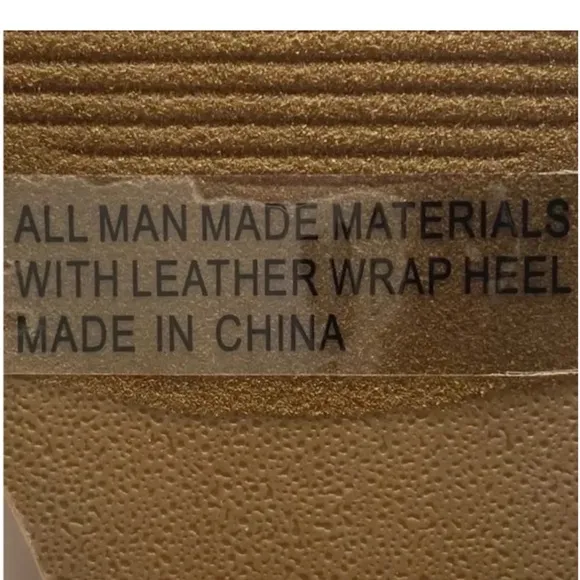 ALL MAN MADE MATERIALS
WITH LEATHER WRAP HEEL
MADE IN CHINA